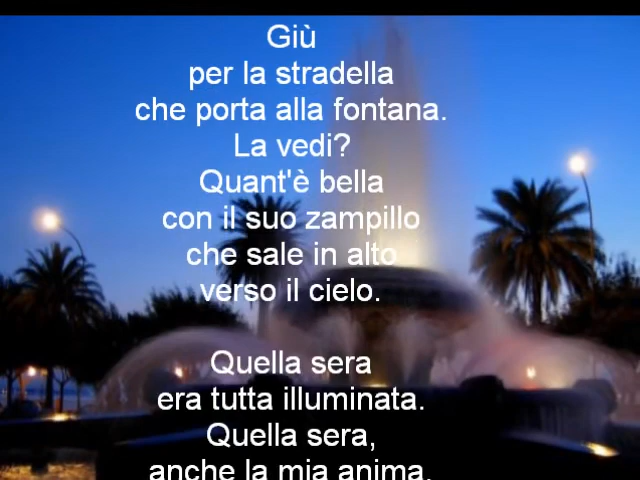 Giù
per la stradella
che porta alla fontana.
La vedi?
Quant'è bella
con il suo zampillo
che sale in alto
verso il cielo.
Quella sera
era tutta illuminata.
Quella sera,
anche la mia anima.